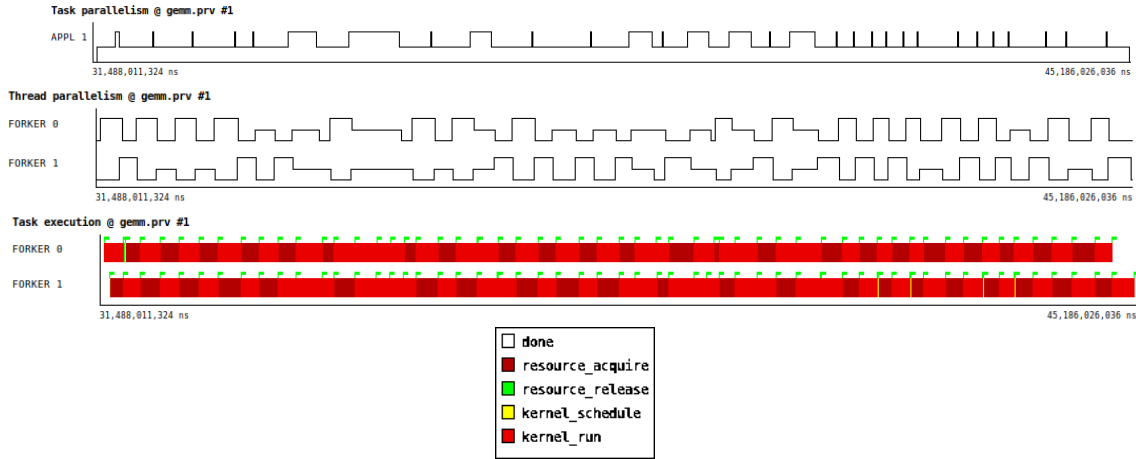 Task parallelism @ gemm.prv #1
APPL 1
31,488,011,324 ns 45,186,026,036 ns
Thread parallelism @ gemm.prv #1
FORKER 0
FORKER 1
31,488,011,324 ns 45,186,026,036 ns
Task execution @ gemm.prv #1
FORKER 0
FORKER 1
31,488,011,324 ns 45,186,026,036 ns
done
resource_acquire
resource_release
kernel_schedule
kernel_run